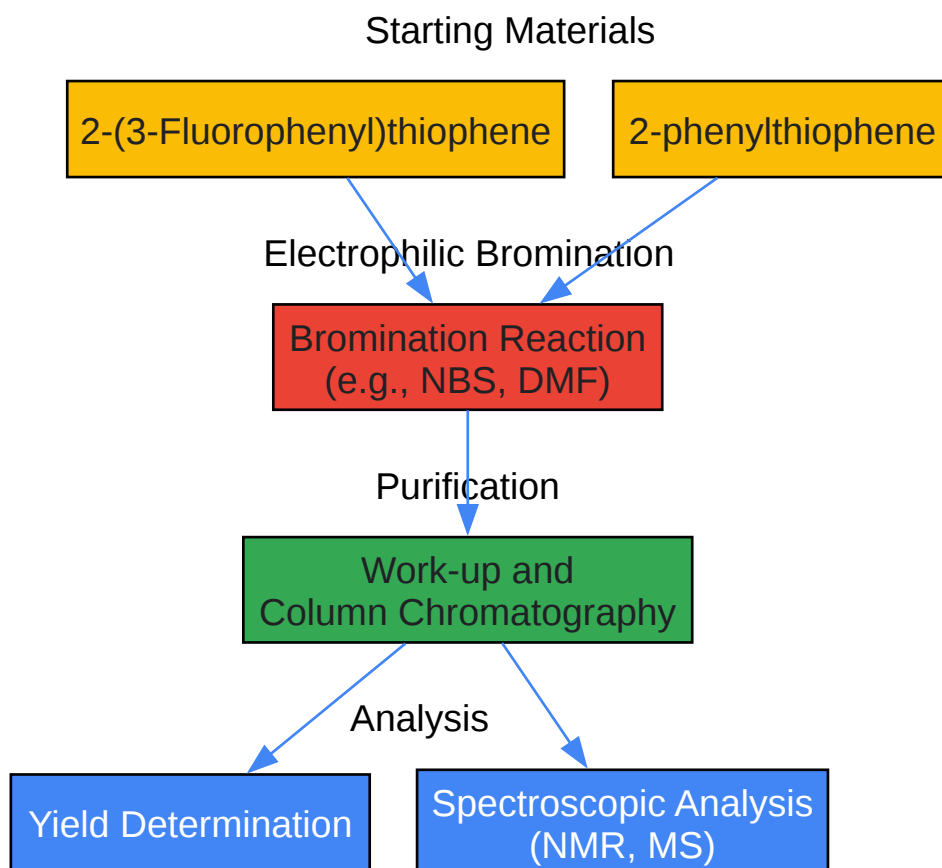 Starting Materials
2-(3-Fluorophenyl)thiophene
2-phenylthiophene
Electrophilic Bromination
Bromination Reaction
(e.g., NBS, DMF)
Purification
Work-up and
Column Chromatography
Analysis
Yield Determination
Spectroscopic Analysis
(NMR, MS)